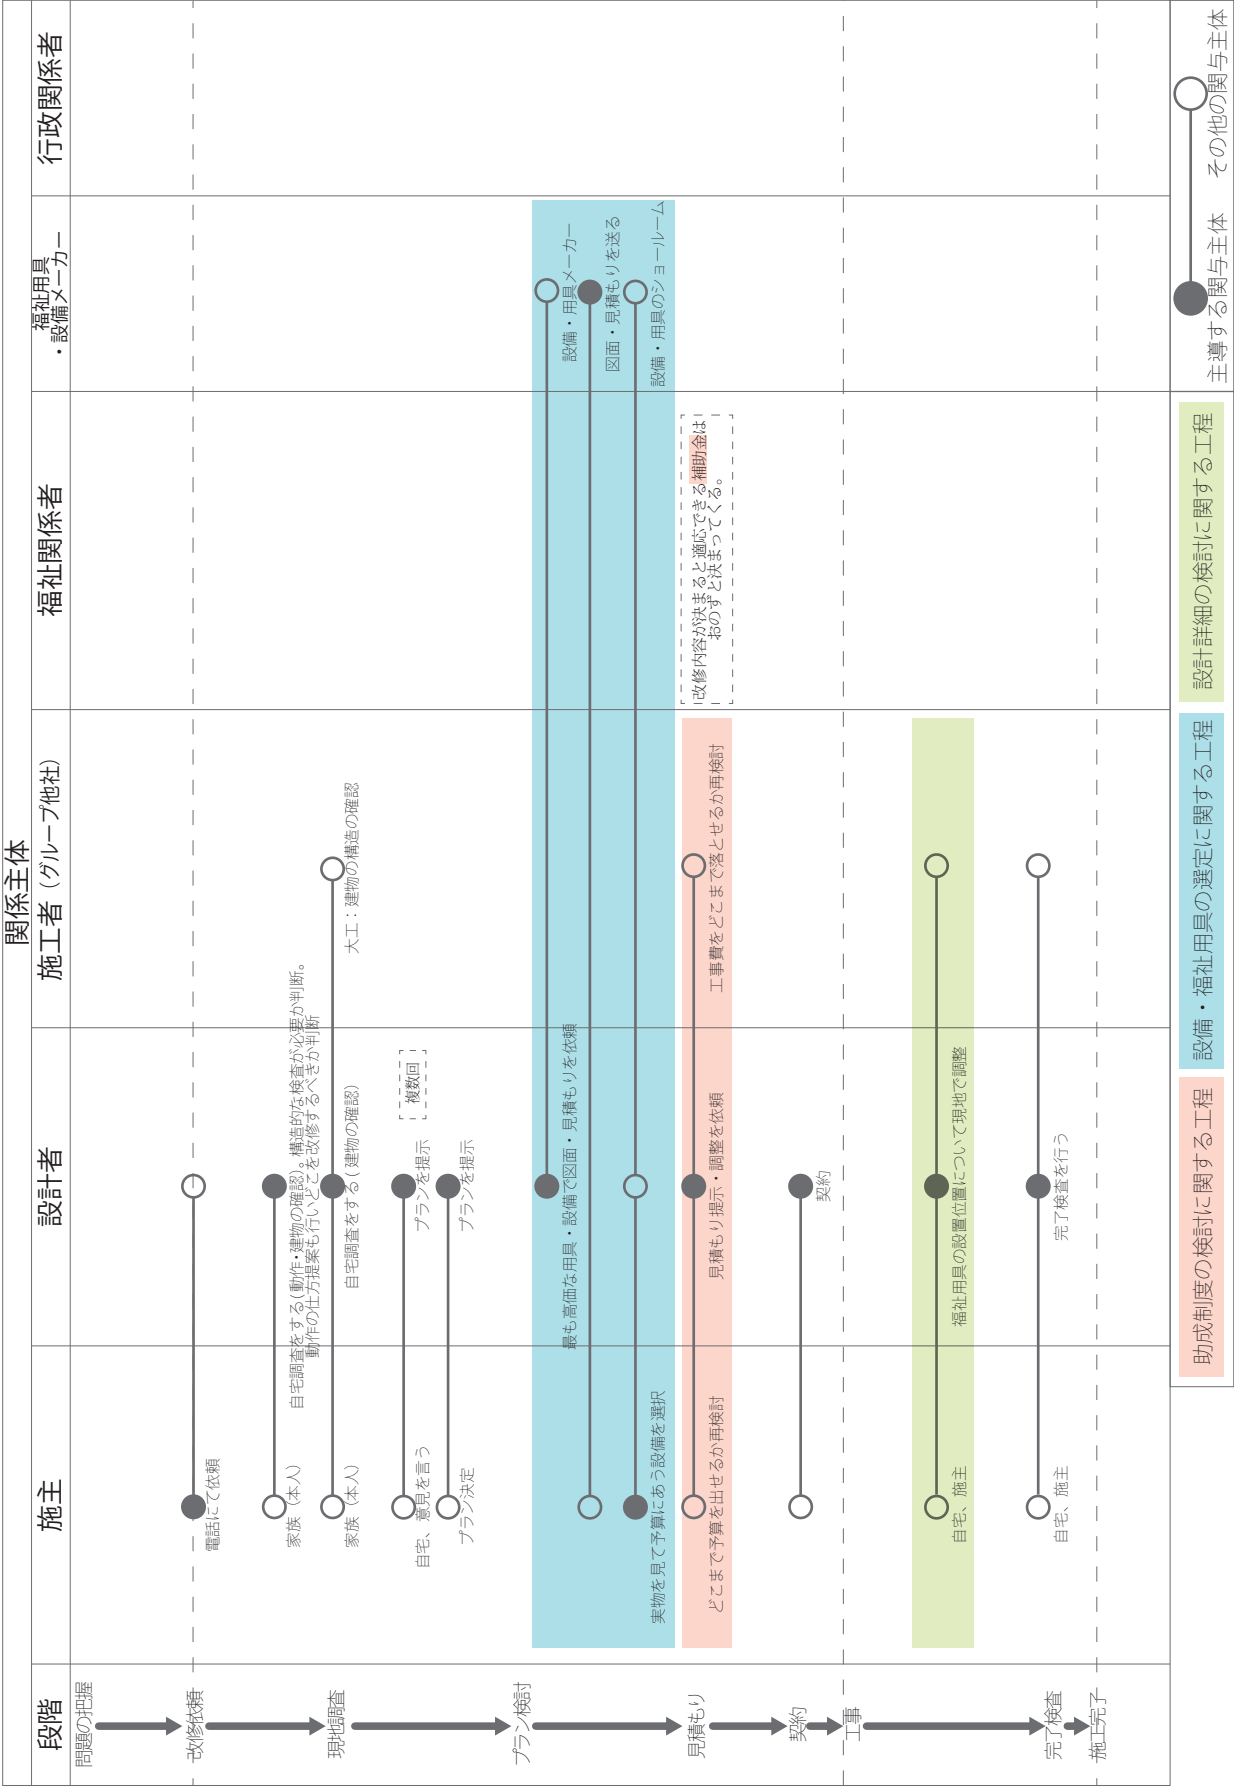 関係主体
段階
施主
設計者
施工者（グループ他社）
福祉関係者
福祉用具
・設備メーカー
行政関係者
問題の把握
改修依頼
電話にて依頼
現地調査
家族（本人）
自宅調査をする(動作・建物の確認)。構造的な検査が必要か判断。
動作の仕方提案も行いどこを改修するべきか判断
家族（本人）
自宅調査をする(建物の確認)
大工：建物の構造の確認
自宅、意見を言う
プランを提示
複数回
プラン決定
プランを提示
プラン検討
最も高価な用具・設備で図面・見積もりを依頼
設備・用具メーカー
図面・見積もりを送る
実物を見て予算にあう設備を選択
設備・用具のショールーム
見積もり
どこまで予算を出せるか再検討
見積もり提示・調整を依頼
工事費をどこまで落とせるか再検討
改修内容が決まると適応できる補助金は
おのずと決まってくる。
契約
契約
工事
自宅、施主
福祉用具の設置位置について現地で調整
完了検査
自宅、施主
完了検査を行う
施工完了
助成制度の検討に関する工程
設備・福祉用具の選定に関する工程
設計詳細の検討に関する工程
主導する関与主体
その他の関与主体